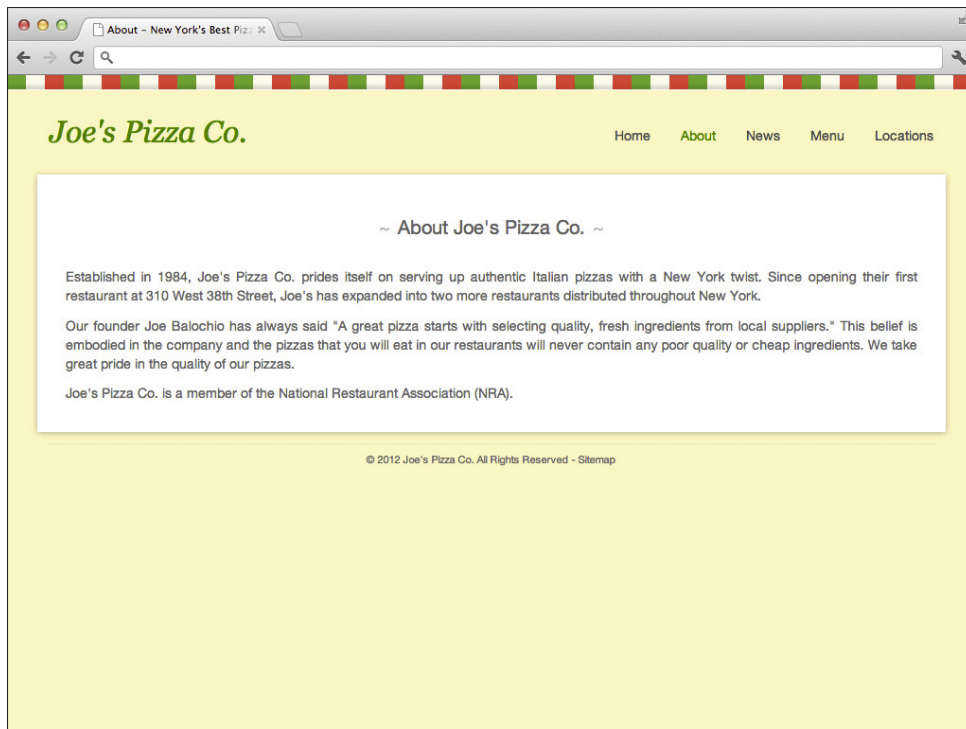 About – New York's Best Piz
Joe's Pizza Co.
Home About News Menu Locations
~ About Joe's Pizza Co. ~
Established in 1984, Joe's Pizza Co. prides itself on serving up authentic Italian pizzas with a New York twist. Since opening their first
restaurant at 310 West 38th Street, Joe's has expanded into two more restaurants distributed throughout New York.
Our founder Joe Balochio has always said "A great pizza starts with selecting quality, fresh ingredients from local suppliers." This belief is
embodied in the company and the pizzas that you will eat in our restaurants will never contain any poor quality or cheap ingredients. We take
great pride in the quality of our pizzas.
Joe's Pizza Co. is a member of the National Restaurant Association (NRA).
© 2012 Joe's Pizza Co. All Rights Reserved - Sitemap